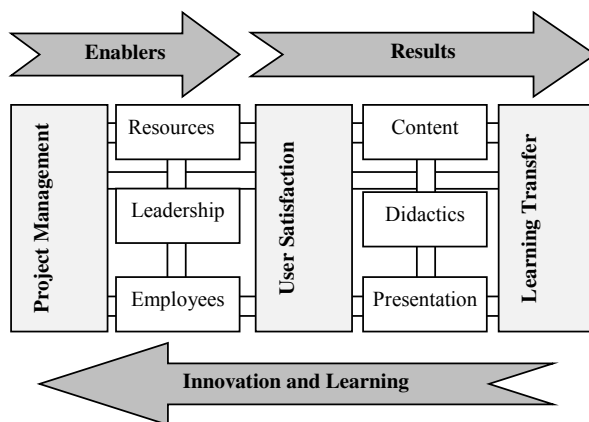 Enablers
Results
Project Management
Resources
Leadership
Employees
User Satisfaction
Content
Didactics
Presentation
Learning Transfer
Innovation and Learning